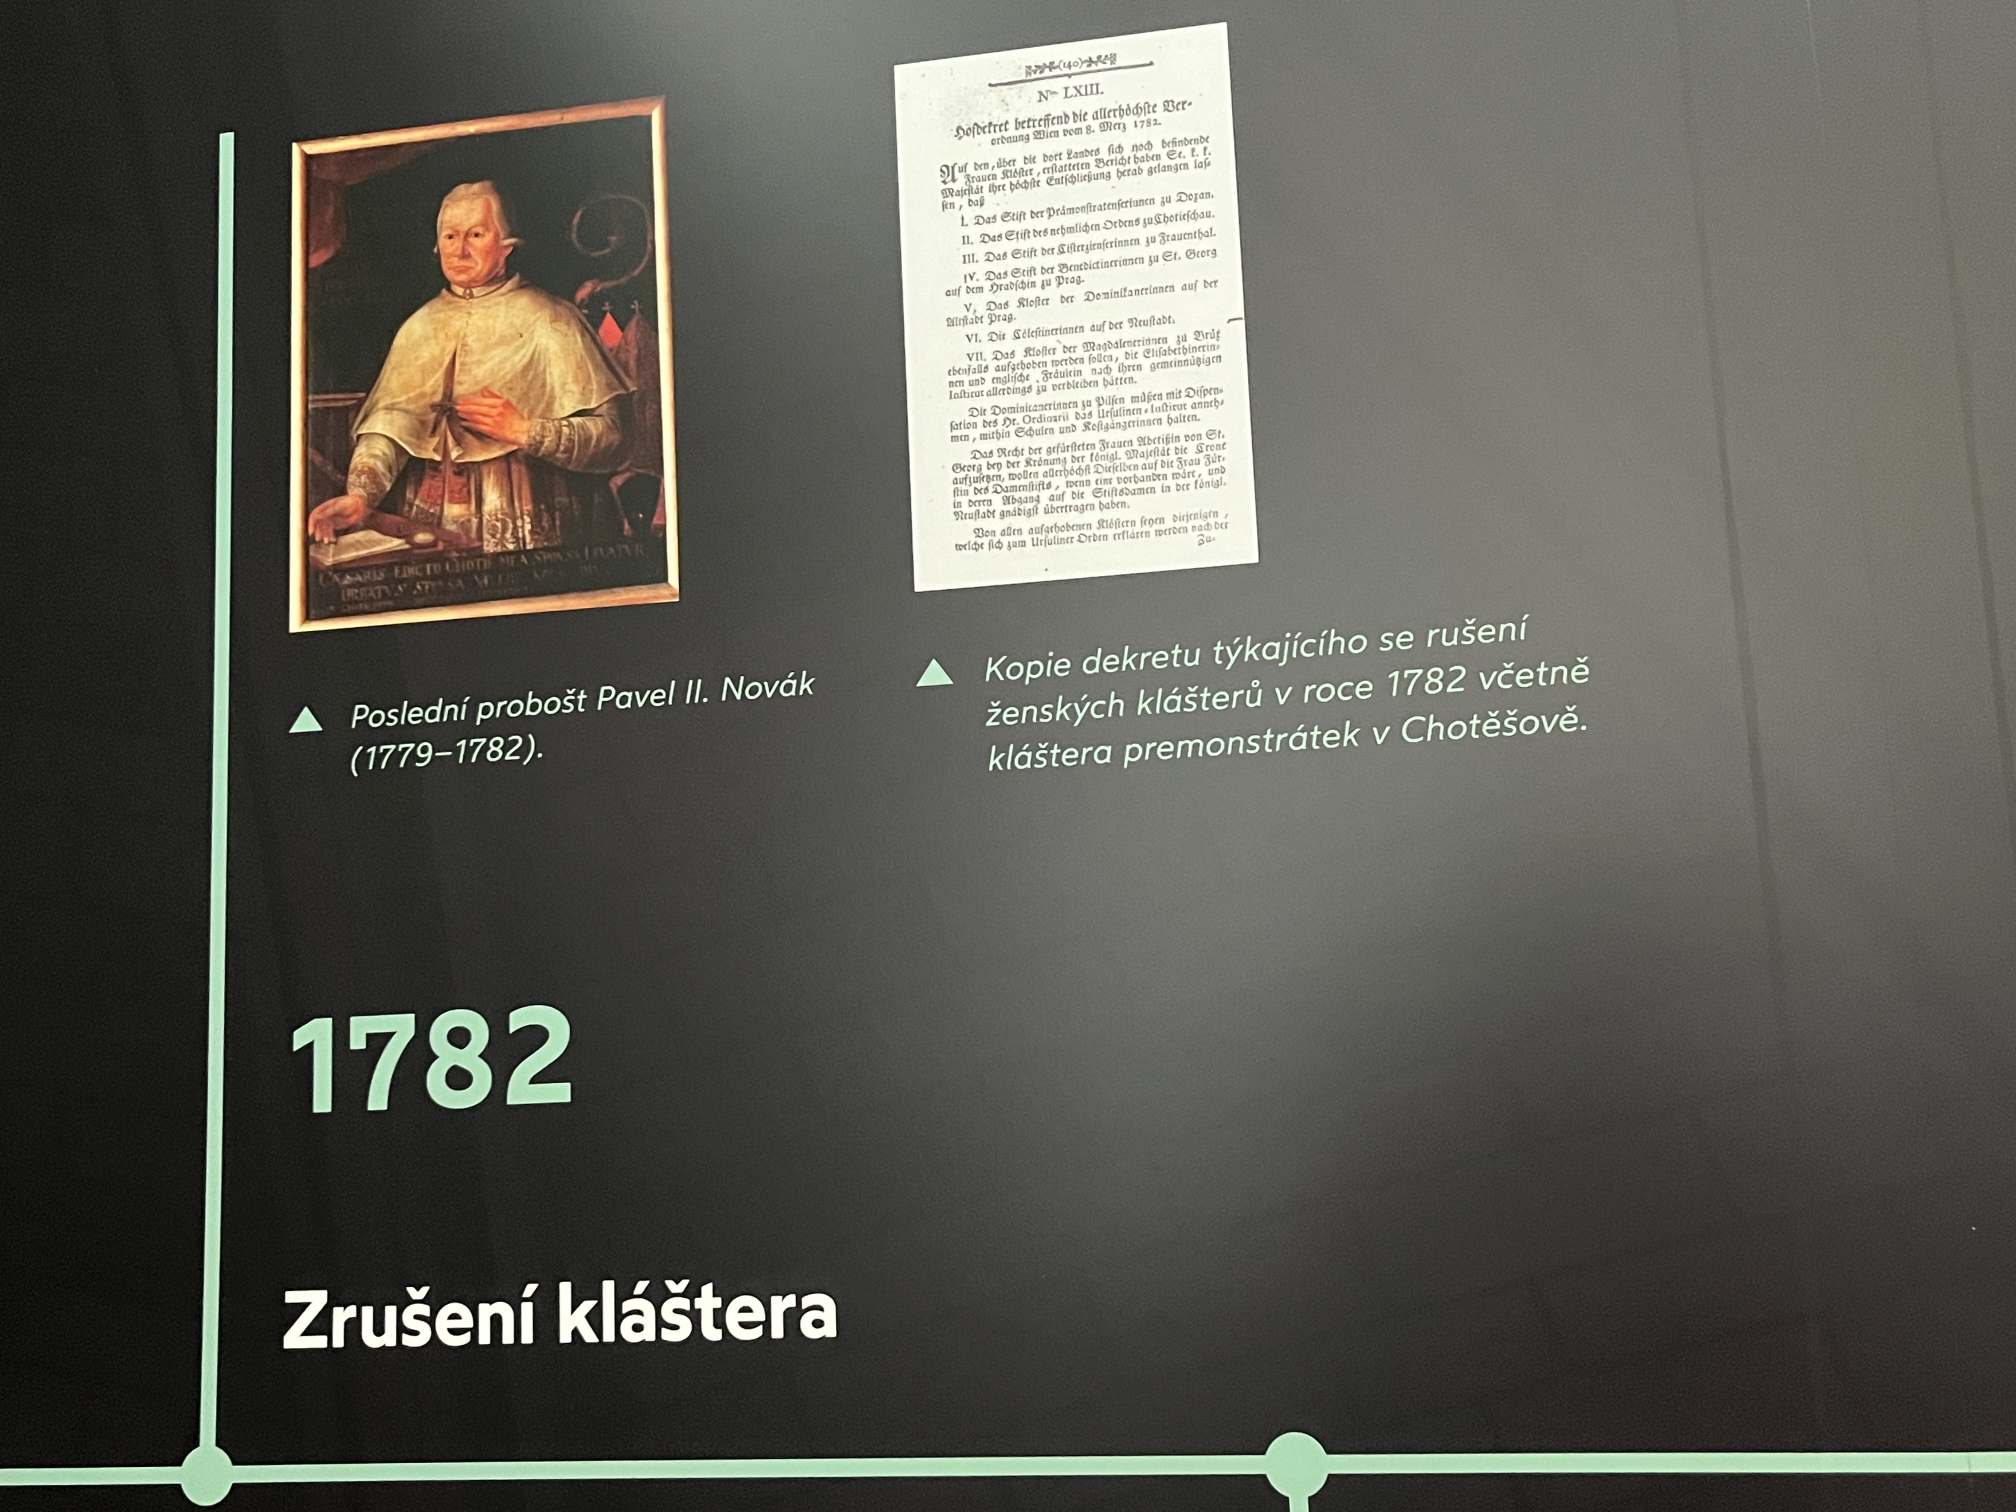 CÆSARIS EDICTO CHOTIE MEA SPONSA
(140)
Nro LXIII.
Hofdekret betreffend die allerhöchste Ver-
ordnung Wien vom 8. Merz 1782.
Auf den, über die dort Landes sich noch befindende
Frauen Klöster, erstatteten Bericht haben Se. k. k.
Majestät ihre höchste Entschließung herab gelangen las-
sen, daß
I. Das Stift der Prämonstratenserinnen zu Doxan.
II. Das Stift des nehmlichen Ordens zu Chotieschau.
III. Das Stift der Cisterzienserinnen zu Frauenthal.
IV. Das Stift der Benedictinerinnen zu St. Georg
auf dem Hradschin zu Prag.
V. Das Kloster der Dominikanerinnen auf der
Altstadt Prag.
VI. Die Cölestinerinnen auf der Neustadt.
VII. Das Kloster der Magdalenerinnen zu Brüx
ebenfalls aufgehoben werden sollen, die Elisabethinerin-
nen und englische Fräulein nach ihren gemeinnützigen
Institut allerdings zu verbleiben hätten.
Die Dominicanerinnen zu Pilsen müßen mit Dispen-
sation des Hr. Ordinarii das Ursulinen-Institut anneh-
men, mithin Schulen und Kostgängerinnen halten.
Das Recht der gefürsteten Frauen Abetißin von St.
Georg bey der Krönung der königl. Majestät die Crone
aufzusetzen, wollen allerhöchst Dieselben auf die Frau Für-
stin des Damenstifts, wenn eine vorhanden wäre, und
in deren Abgang auf die Stiftsdamen in der königl.
Neustadt gnädigst übertragen haben.
Von allen aufgehobenen Klöstern seyen diejenigen,
welche sich zum Ursuliner Orden erklären werden nach der
Zu-
▲ Poslední probošt Pavel II. Novák
(1779–1782).
▲ Kopie dekretu týkajícího se rušení
ženských klášterů v roce 1782 včetně
kláštera premonstrátek v Chotěšově.
1782
Zrušení kláštera